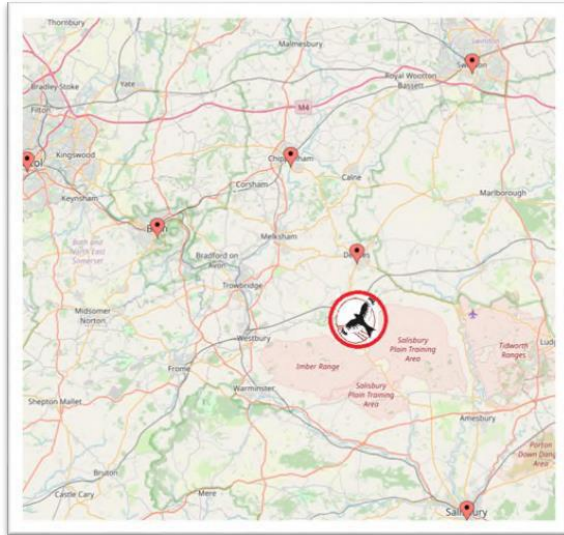 Thornbury
Malmesbury
Royal Wootton
Bassett
Bradley Stoke
Yate
Filton
M4
Kingswood
Corsham
Calne
Keynsham
Marlborough
Melksham
Bath and
North East
Somerset
Bradford on
Avon
Trowbridge
Midsomer
Norton
Westbury
Salisbury
Plain Training
Area
Tidworth
Ranges
Imber Range
Frome
Salisbury
Plain Training
Area
Warminster
Shepton Mallet
Amesbury
Bruton
Castle Cary
Mere